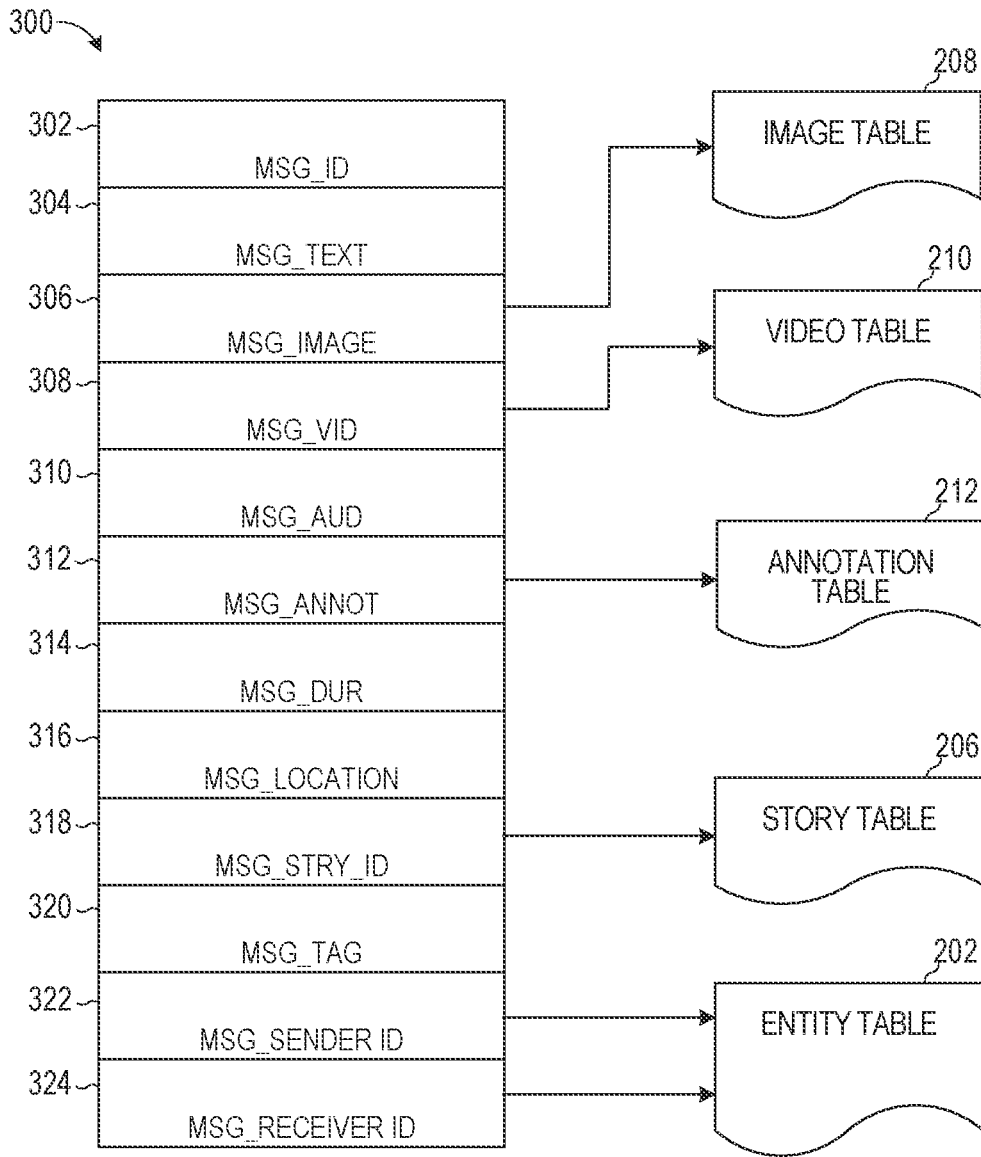 300
302
MSG_ID
304
MSG_TEXT
306
MSG_IMAGE
308
MSG_VID
310
MSG_AUD
312
MSG_ANNOT
314
MSG_DUR
316
MSG_LOCATION
318
MSG_STRY_ID
320
MSG_TAG
322
MSG_SENDER ID
324
MSG_RECEIVER ID
208
IMAGE TABLE
210
VIDEO TABLE
212
ANNOTATION
TABLE
206
STORY TABLE
202
ENTITY TABLE